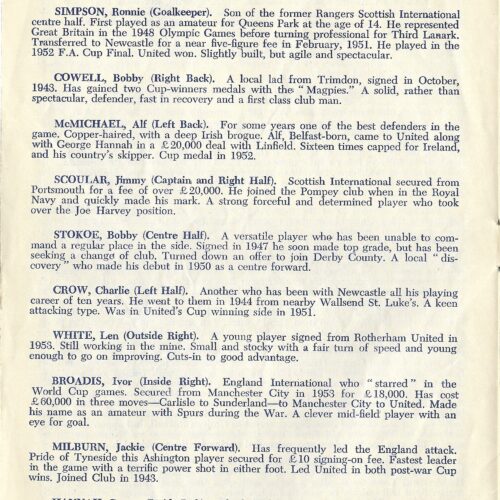 SIMPSON, Ronnie (Goalkeeper). Son of the former Rangers Scottish International
centre half. First played as an amateur for Queens Park at the age of 14. He represented
Great Britain in the 1948 Olympic Games before turning professional for Third Lanark.
Transferred to Newcastle for a near five-figure fee in February, 1951. He played in the
1952 F.A. Cup Final. United won. Slightly built, but agile and spectacular.
COWELL, Bobby (Right Back). A local lad from Trimdon, signed in October,
1943. Has gained two Cup-winners medals with the "Magpies." A solid, rather than
spectacular, defender, fast in recovery and a first class club man.
McMICHAEL, Alf (Left Back). For some years one of the best defenders in the
game. Copper-haired, with a deep Irish brogue. Alf, Belfast-born, came to United along
with George Hannah in a £20,000 deal with Linfield. Sixteen times capped for Ireland,
and his country's skipper. Cup medal in 1952.
SCOULAR, Jimmy (Captain and Right Half). Scottish International secured from
Portsmouth for a fee of over £20,000. He joined the Pompey club when in the Royal
Navy and quickly made his mark. A strong forceful and determined player who took
over the Joe Harvey position.
STOKOE, Bobby (Centre Half). A versatile player who has been unable to com-
mand a regular place in the side. Signed in 1947 he soon made top grade, but has been
seeking a change of club. Turned down an offer to join Derby County. A local "dis-
covery" who made his debut in 1950 as a centre forward.
CROW, Charlie (Left Half). Another who has been with Newcastle all his playing
career of ten years. He went to them in 1944 from nearby Wallsend St. Luke's. A keen
attacking type. Was in United's Cup winning side in 1951.
WHITE, Len (Outside Right). A young player signed from Rotherham United in
1953. Still working in the mine. Small and stocky with a fair turn of speed and young
enough to go on improving. Cuts-in to good advantage.
BROADIS, Ivor (Inside Right). England International who "starred" in the
World Cup games. Secured from Manchester City in 1953 for £18,000. Has cost
£60,000 in three moves—Carlisle to Sunderland—to Manchester City to United. Made
his name as an amateur with Spurs during the War. A clever mid-field player with an
eye for goal.
MILBURN, Jackie (Centre Forward). Has frequently led the England attack.
Pride of Tyneside this Ashington player secured for £10 signing-on fee. Fastest leader
in the game with a terrific power shot in either foot. Led United in both post-war Cup
wins. Joined Club in 1943.